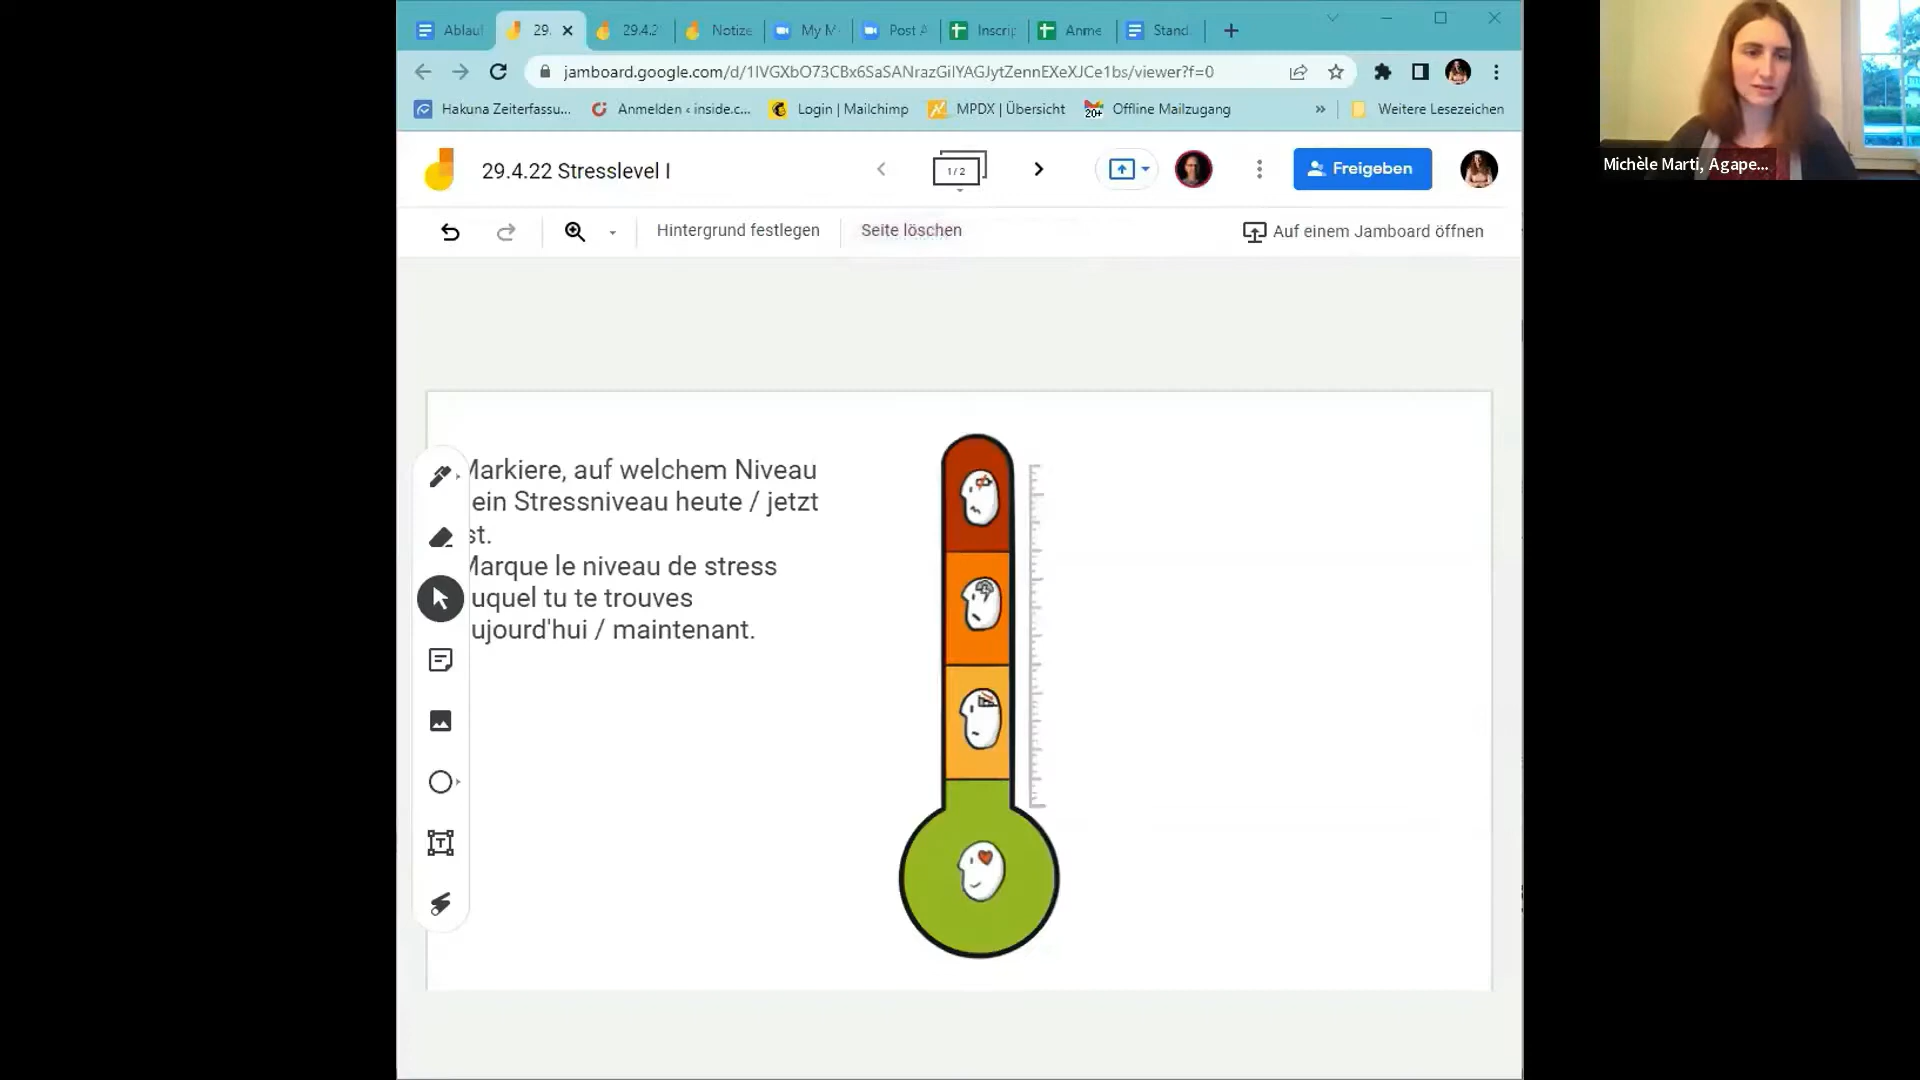 Ablau
29.
29.4.2
Notize
My M
Post A
Inscrip
Anme
Stand
jamboard.google.com/d/1IVGXbO73CBx6SaSANrazGiIYAGJytZennEXeXJCe1bs/viewer?f=0
Hakuna Zeiterfassu...
Anmelden ‹ inside.c...
Login | Mailchimp
MPDX | Übersicht
20+
Offline Mailzugang
»
Weitere Lesezeichen
29.4.22 Stresslevel I
1/2
Freigeben
Hintergrund festlegen
Seite löschen
Auf einem Jamboard öffnen
Markiere, auf welchem Niveau
ein Stressniveau heute / jetzt
st.
Marque le niveau de stress
uquel tu te trouves
ujourd'hui / maintenant.
Michèle Marti, Agape...